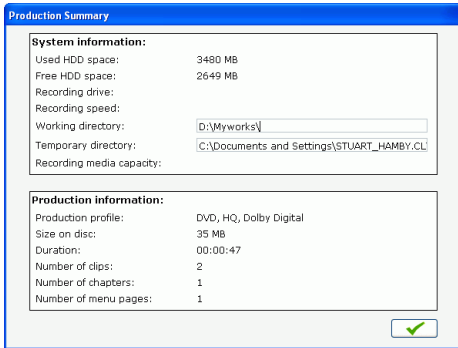 Production Summary
System information:
Used HDD space: 3480 MB
Free HDD space: 2649 MB
Recording drive:
Recording speed:
Working directory: D:\Myworks\
Temporary directory: C:\Documents and Settings\STUART_HAMBY.CL
Recording media capacity:
Production information:
Production profile: DVD, HQ, Dolby Digital
Size on disc: 35 MB
Duration: 00:00:47
Number of clips: 2
Number of chapters: 1
Number of menu pages: 1